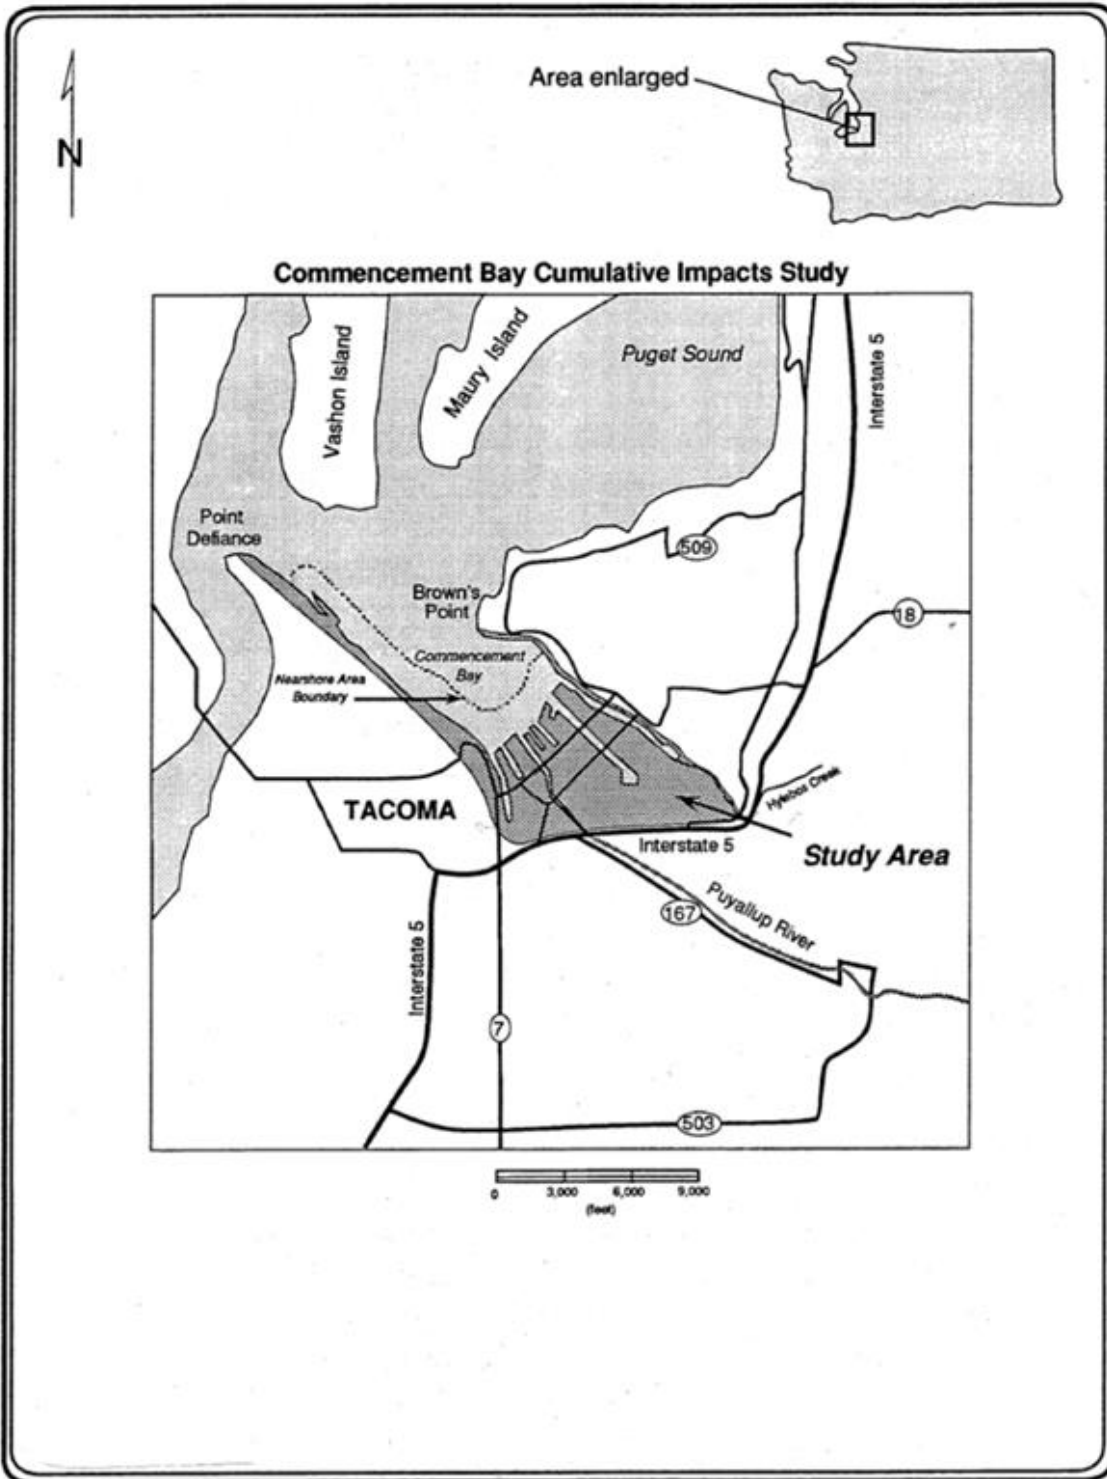 Area enlarged
N
Commencement Bay Cumulative Impacts Study
Vashon Island
Maury Island
Puget Sound
Interstate 5
Point
Defiance
509
Brown's
Point
18
Commencement
Bay
Nearshore Area
Boundary
TACOMA
Hylebos Creek
Interstate 5
Study Area
Puyallup River
167
Interstate 5
7
503
0 3,000 6,000 9,000
(feet)